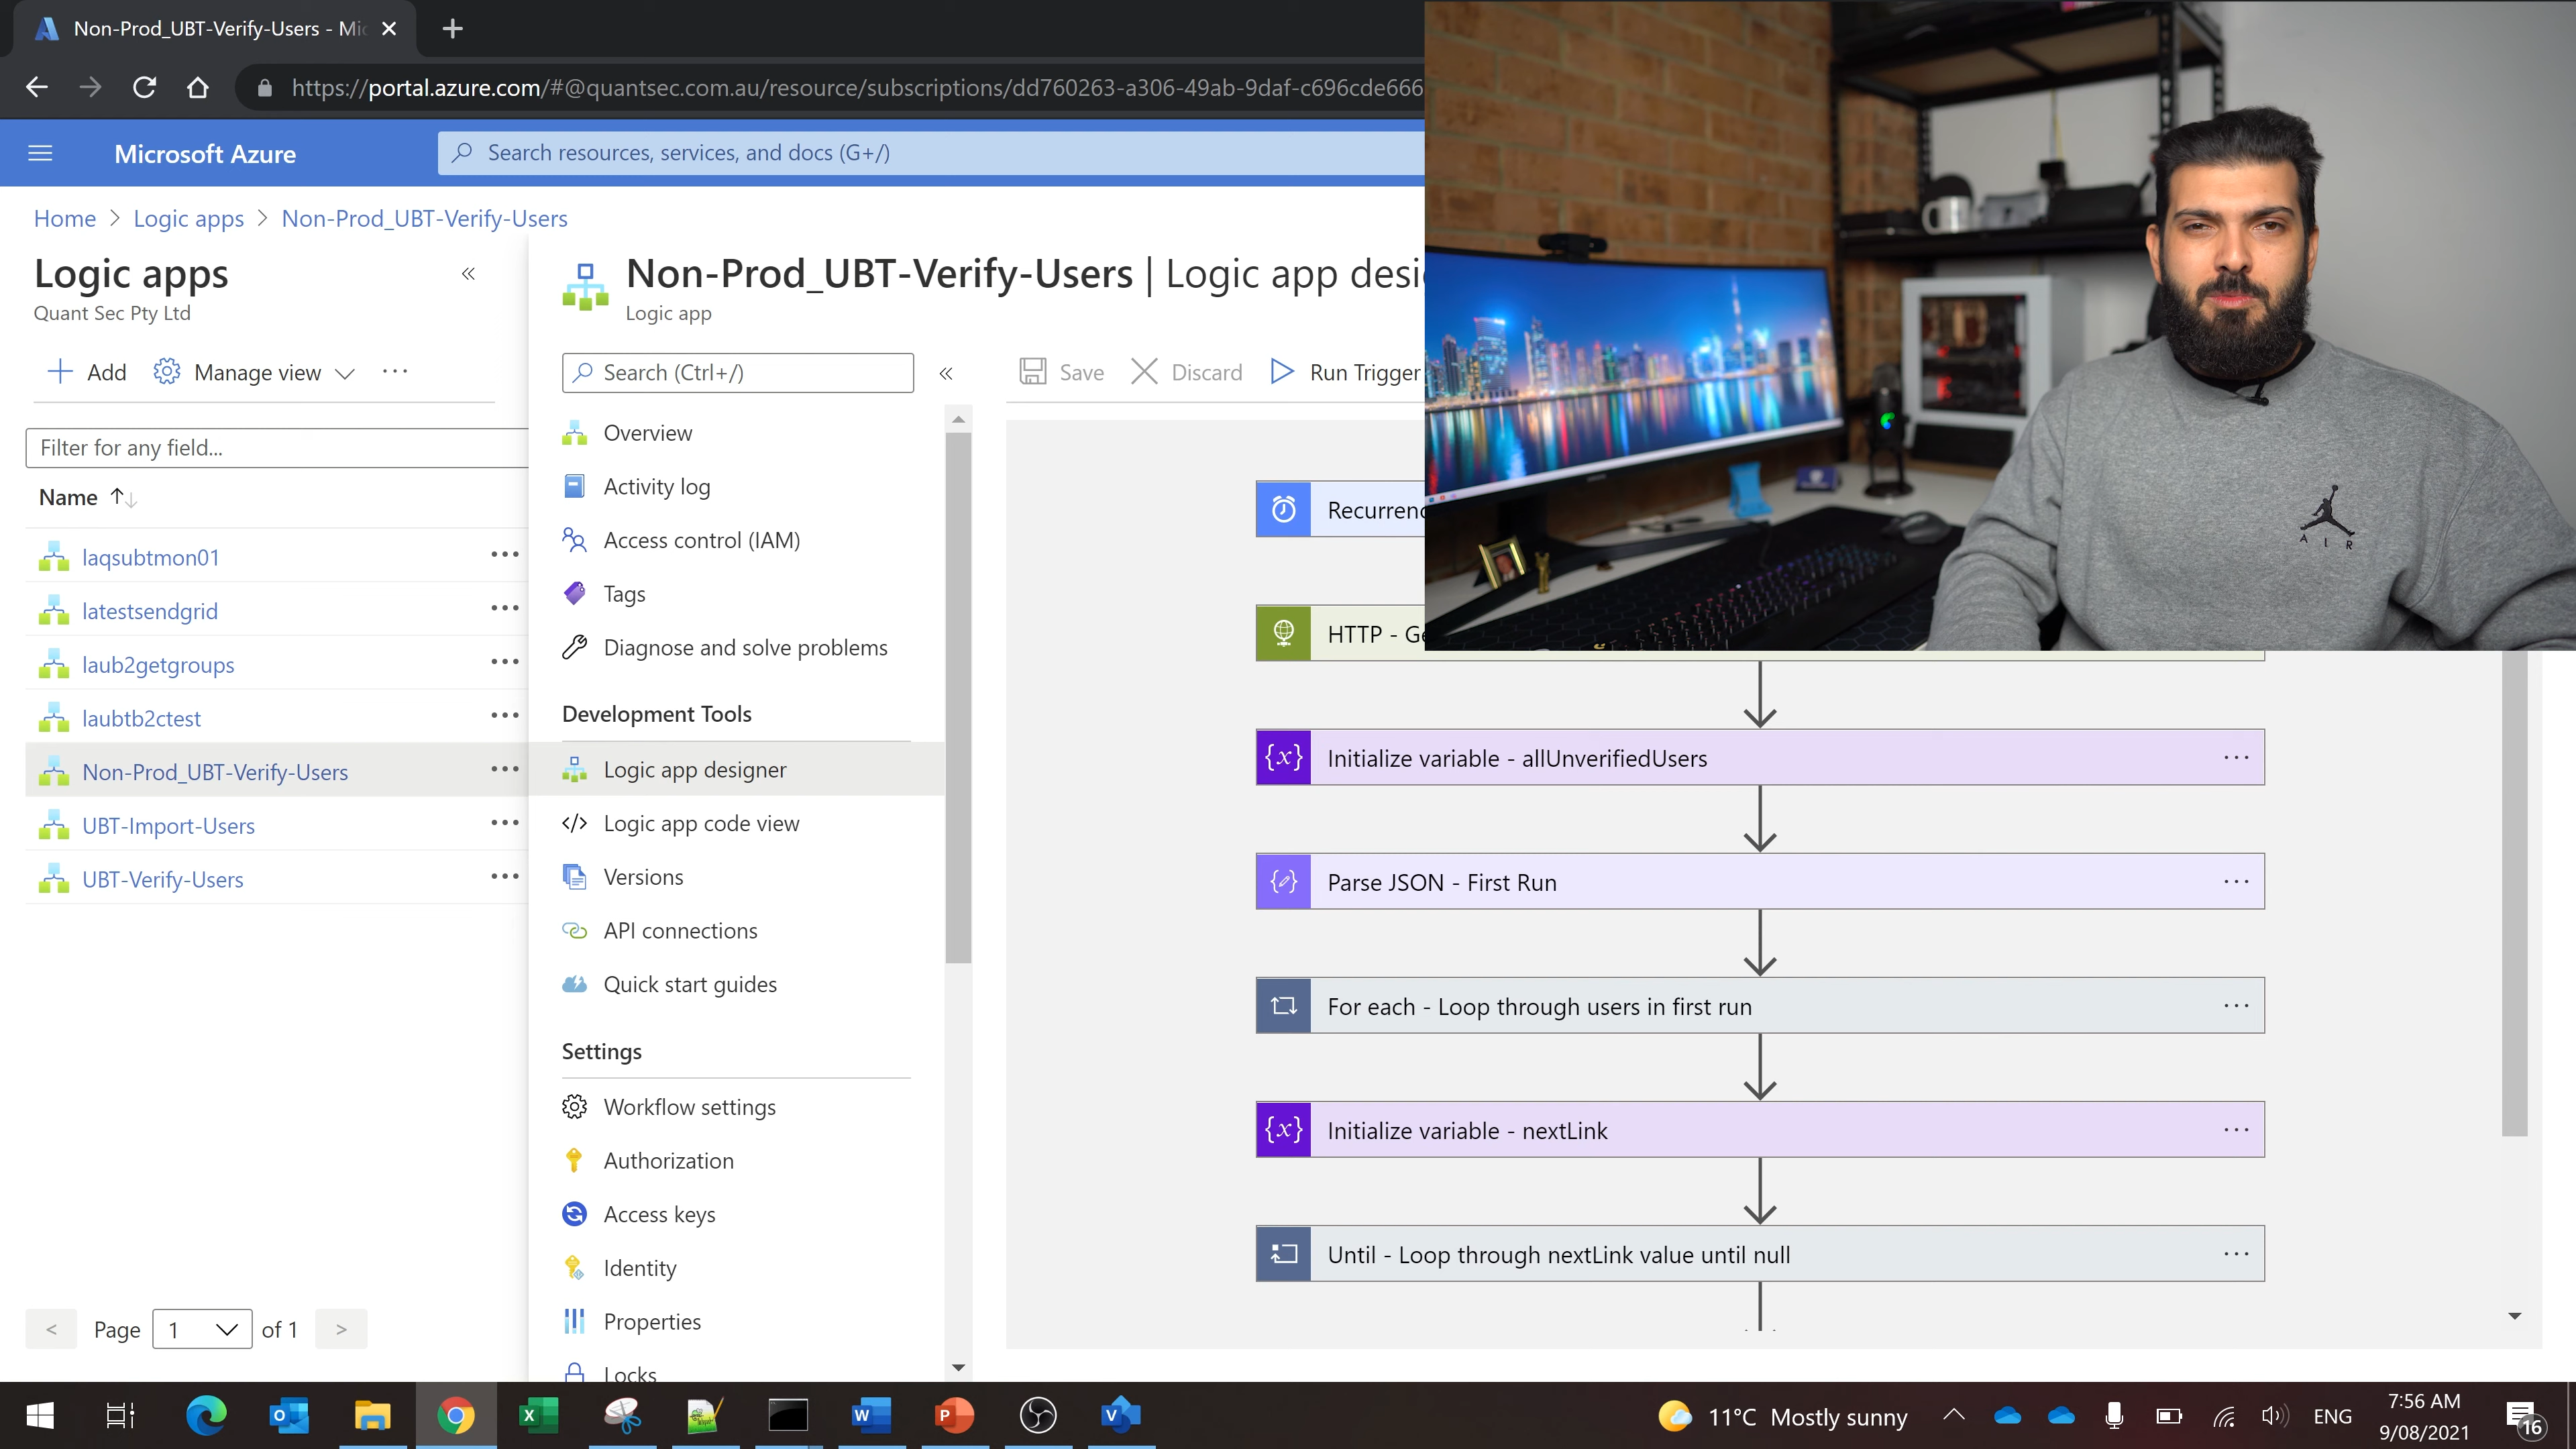 Non-Prod_UBT-Verify-Users - Mic
https://portal.azure.com/#@quantsec.com.au/resource/subscriptions/dd760263-a306-49ab-9daf-c696cde666
Microsoft Azure
Search resources, services, and docs (G+/)
Home > Logic apps > Non-Prod_UBT-Verify-Users
Logic apps
Quant Sec Pty Ltd
Add
Manage view
Filter for any field...
Name
laqsubtmon01
latestsendgrid
laub2getgroups
laubtb2ctest
Non-Prod_UBT-Verify-Users
UBT-Import-Users
UBT-Verify-Users
< Page 1 of 1 >
Non-Prod_UBT-Verify-Users | Logic app desi
Logic app
Search (Ctrl+/)
Overview
Activity log
Access control (IAM)
Tags
Diagnose and solve problems
Development Tools
Logic app designer
Logic app code view
Versions
API connections
Quick start guides
Settings
Workflow settings
Authorization
Access keys
Identity
Properties
Locks
Save
Discard
Run Trigger
Recurrenc
HTTP - Ge
{x} Initialize variable - allUnverifiedUsers
Parse JSON - First Run
For each - Loop through users in first run
{x} Initialize variable - nextLink
Until - Loop through nextLink value until null
AIR
11°C Mostly sunny
ENG
7:56 AM
9/08/2021
16